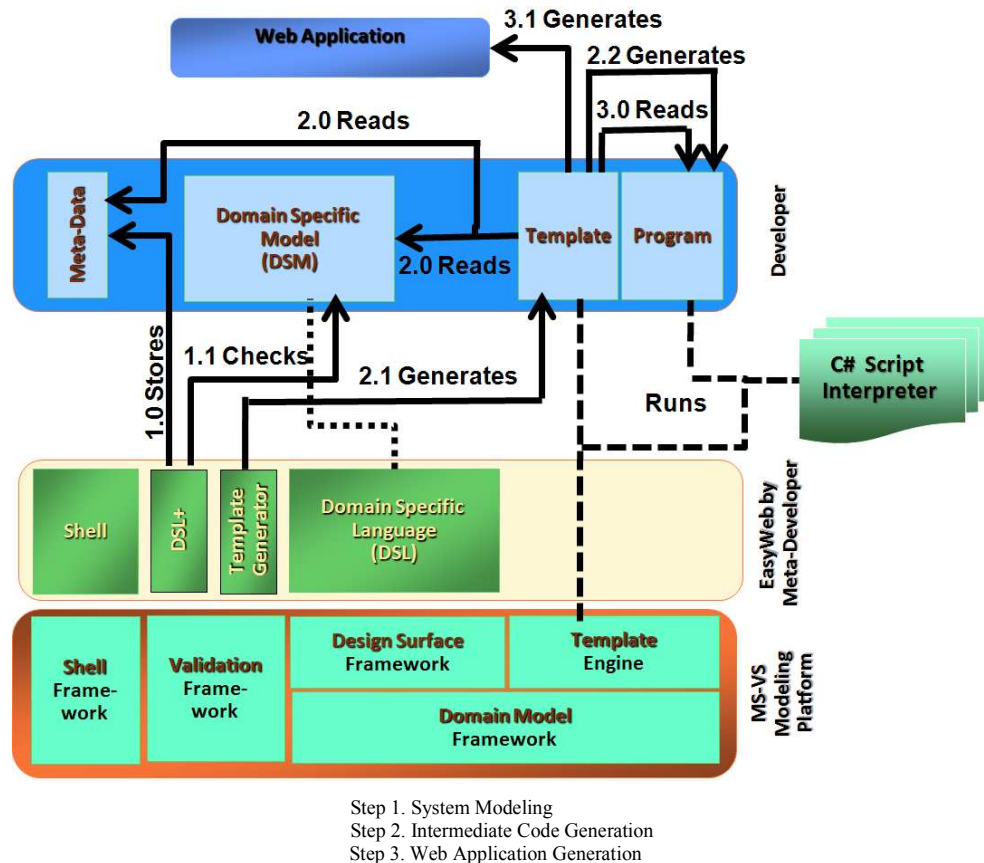 3.1 Generates
Web Application
2.2 Generates
3.0 Reads
2.0 Reads
Meta-Data
Domain Specific
Model
(DSM)
2.0 Reads
Template
Program
Developer
1.0 Stores
1.1 Checks
2.1 Generates
Runs
C# Script
Interpreter
Shell
DSL+
Template
Generator
Domain Specific
Language
(DSL)
EasyWeb by
Meta-Developer
Shell
Frame-
work
Validation
Frame-
work
Design Surface
Framework
Template
Engine
Domain Model
Framework
MS-VS
Modeling
Platform
Step 1. System Modeling
Step 2. Intermediate Code Generation
Step 3. Web Application Generation